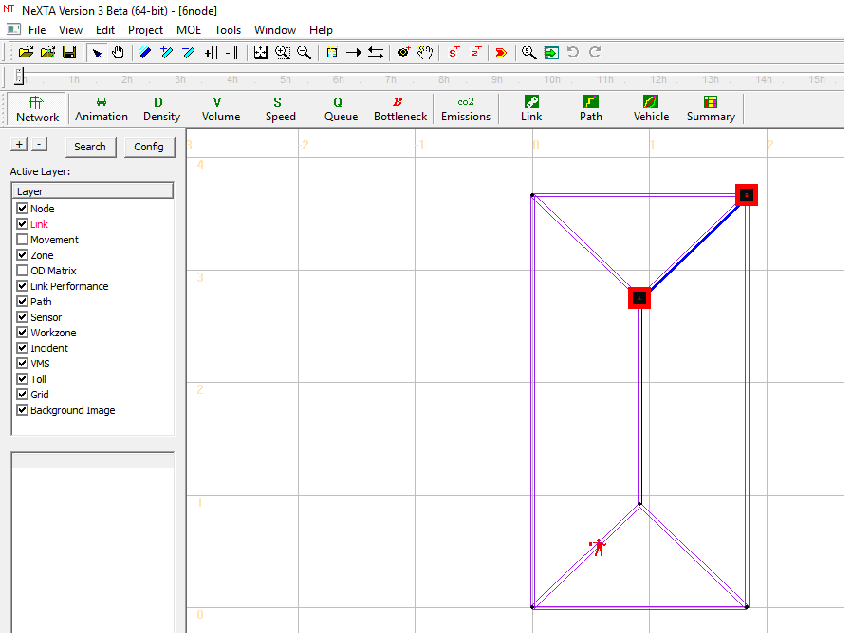 NeXTA Version 3 Beta (64-bit) - [6node]
File View Edit Project MOE Tools Window Help
1h 2h 3h 4h 5h 6h 7h 8h 9h 10h 11h 12h 13h 14h 15h
Network Animation Density Volume Speed Queue Bottleneck Emissions Link Path Vehicle Summary
+ - Search Config
Active Layer:
Layer
Node
Link
Movement
Zone
OD Matrix
Link Performance
Path
Sensor
Workzone
Incident
VMS
Toll
Grid
Background Image
3 2 1 0 1 2
4
3
2
1
0